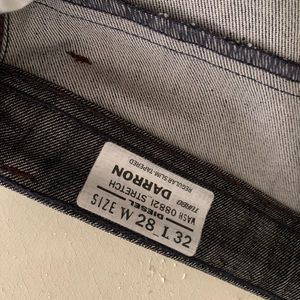 DIESEL
WASH 0882I. STRETCH
DARRON
REGULAR SLIM-TAPERED
SIZE W 28 L 32